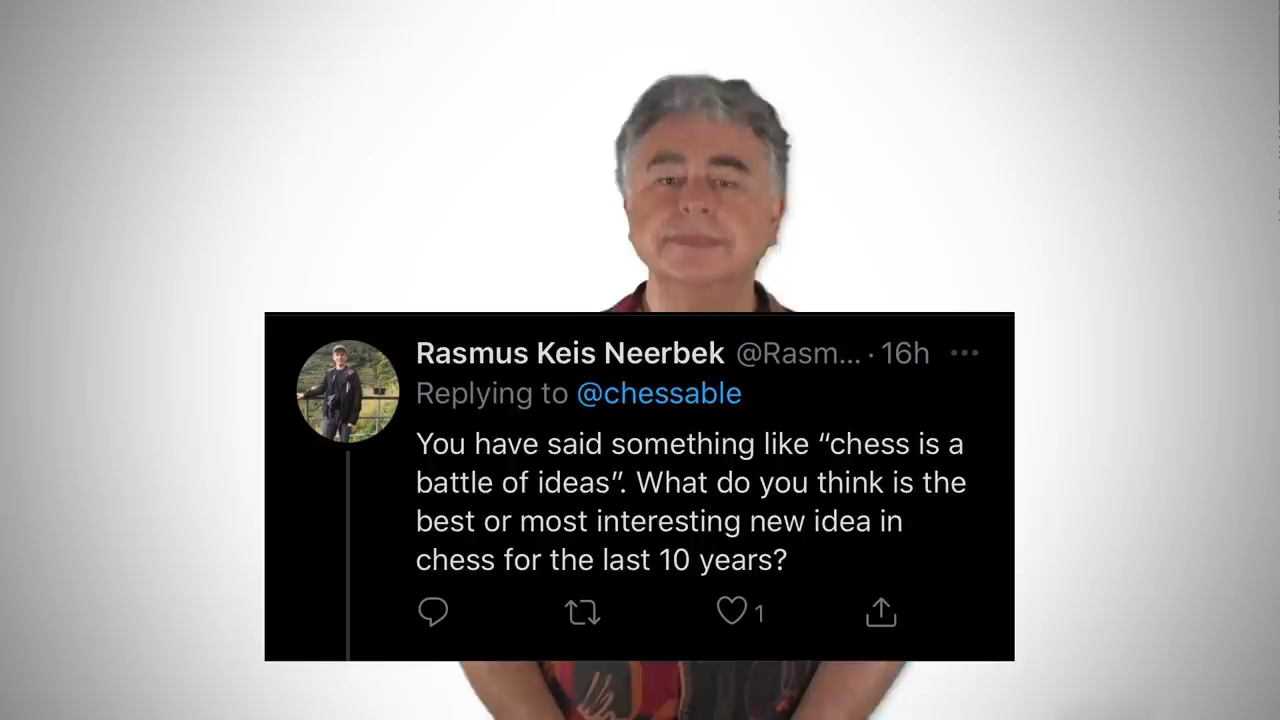 Rasmus Keis Neerbek @Rasm... · 16h
Replying to @chessable
You have said something like “chess is a
battle of ideas”. What do you think is the
best or most interesting new idea in
chess for the last 10 years?
1